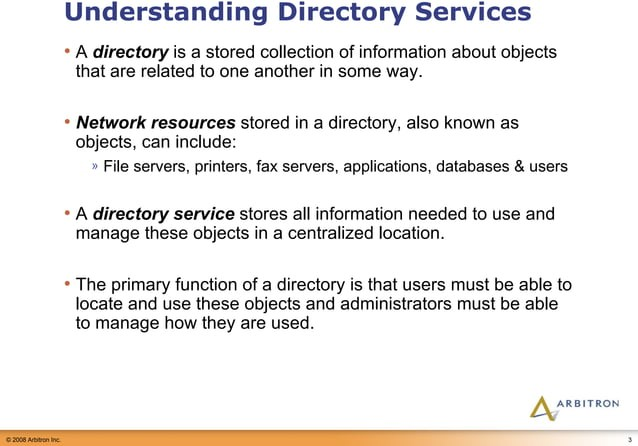 Understanding Directory Services
• A directory is a stored collection of information about objects
that are related to one another in some way.
• Network resources stored in a directory, also known as
objects, can include:
» File servers, printers, fax servers, applications, databases & users
• A directory service stores all information needed to use and
manage these objects in a centralized location.
• The primary function of a directory is that users must be able to
locate and use these objects and administrators must be able
to manage how they are used.
ARBITRON
© 2008 Arbitron Inc.
3